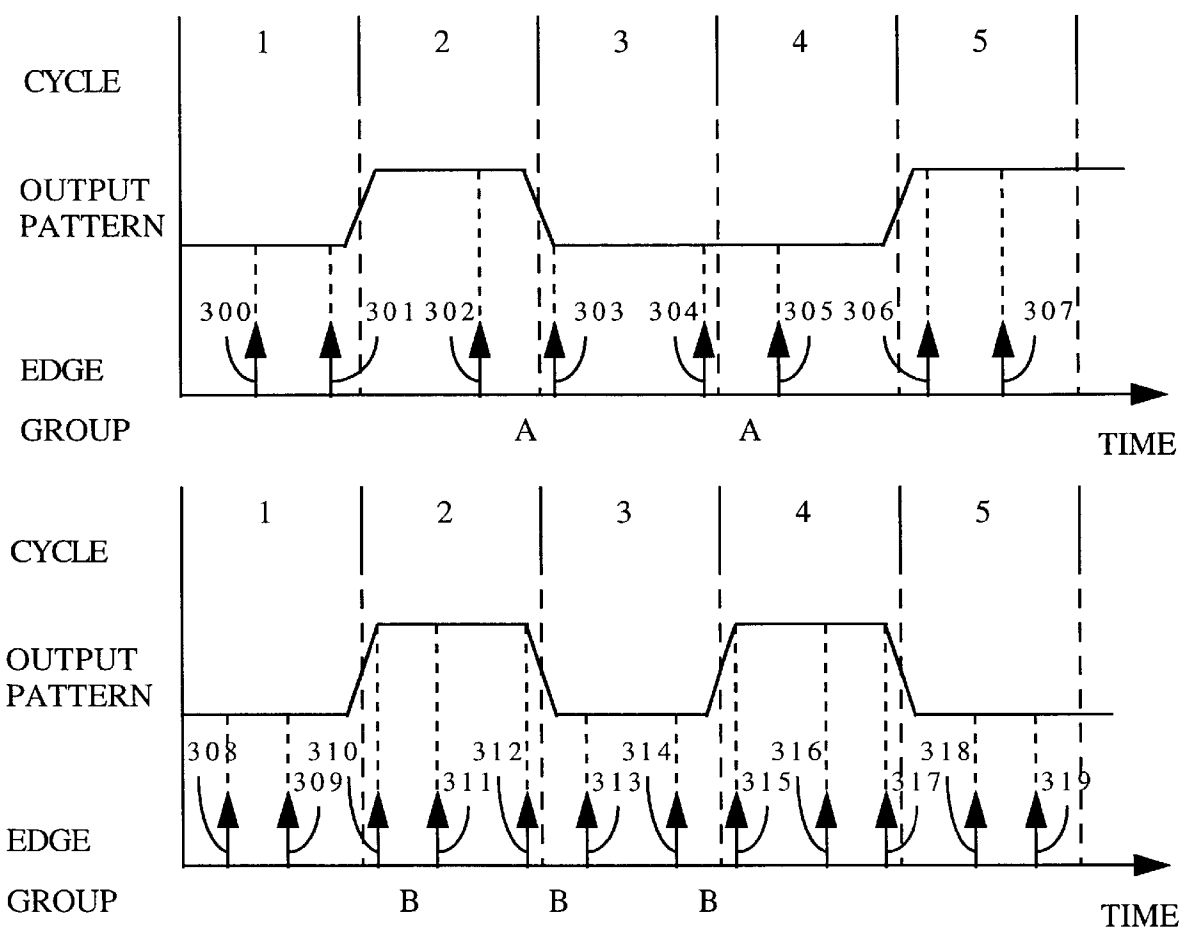 1 2 3 4 5
CYCLE
OUTPUT
PATTERN
300 301 302 303 304 305 306 307
EDGE
GROUP A A TIME
1 2 3 4 5
CYCLE
OUTPUT
PATTERN
308 310 312 314 316 318
309 311 313 315 317 319
EDGE
GROUP B B B TIME